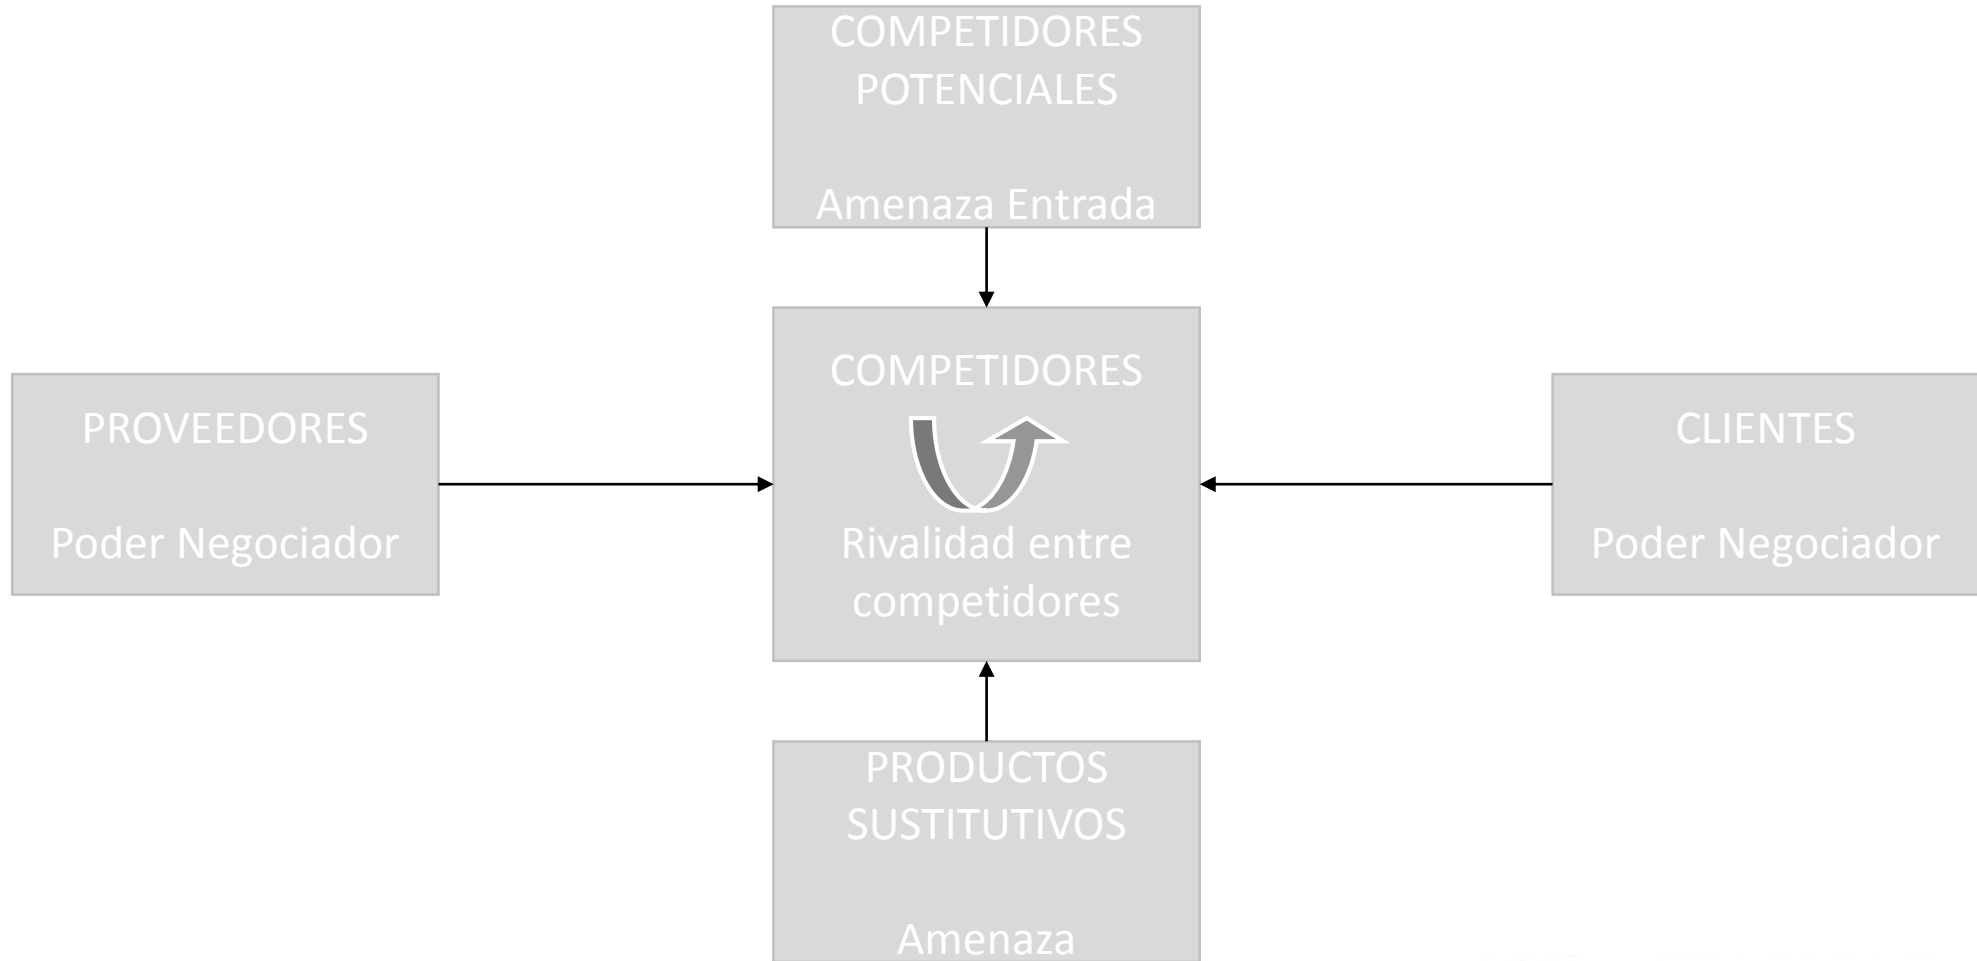 COMPETIDORES
POTENCIALES
Amenaza Entrada
COMPETIDORES
Rivalidad entre
competidores
PROVEEDORES
Poder Negociador
CLIENTES
Poder Negociador
PRODUCTOS
SUSTITUTIVOS
Amenaza